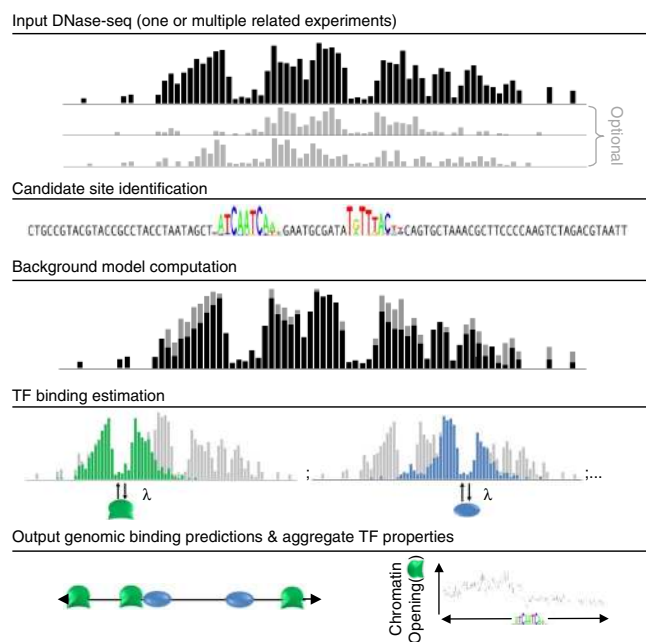 Input DNase-seq (one or multiple related experiments)
Optional
Candidate site identification
CTGCCGTACGTACCGCCTACCTAATAGCT ATCAATCA GAATGCGATA TGTTTAC CAGTGCTAAACGCTTCCCCAAGTCTAGACGTAATT
Background model computation
TF binding estimation
λ
;
λ
;...
Output genomic binding predictions & aggregate TF properties
Chromatin
Opening( )